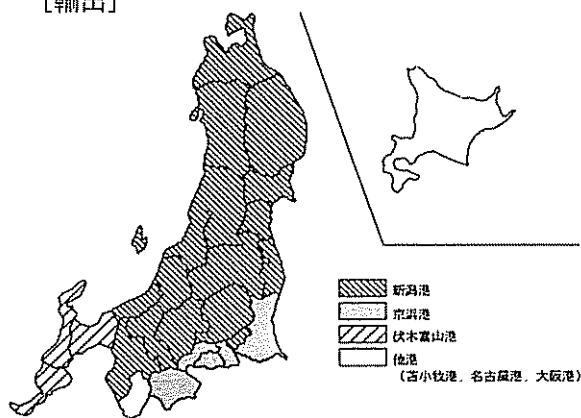 [輸出]
新潟港
京浜港
伏木富山港
他港
(苫小牧港, 名古屋港, 大阪港)